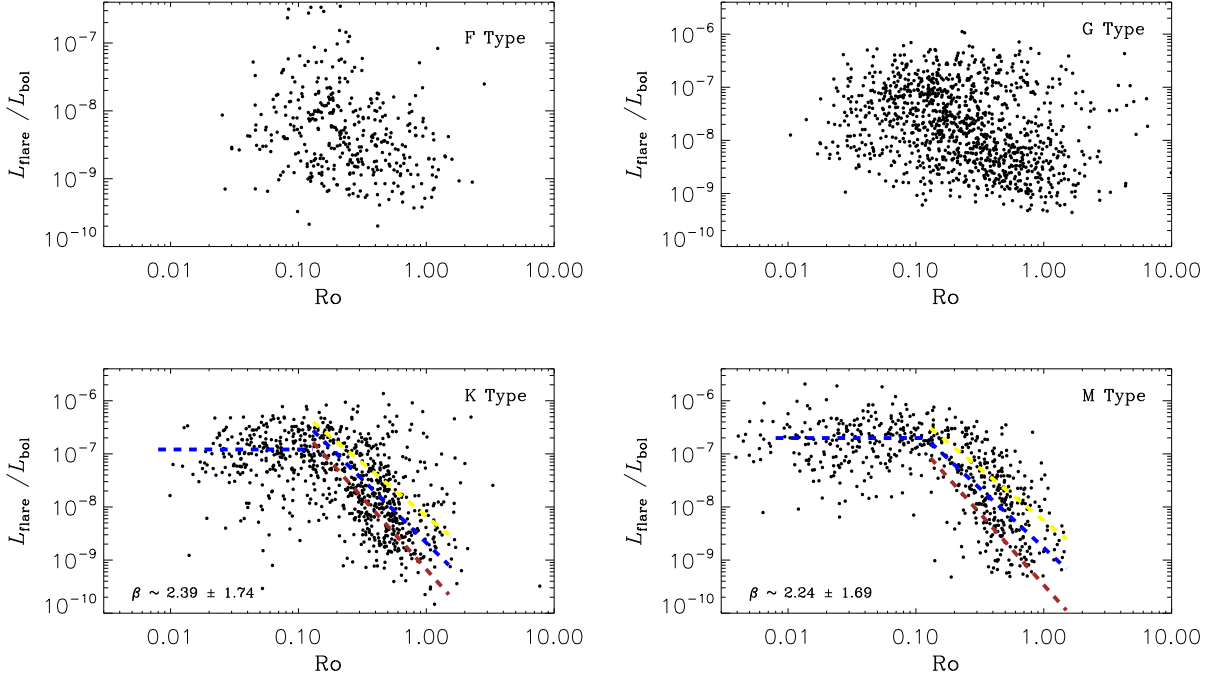 F Type
L_flare / L_bol
10^-7
10^-8
10^-9
10^-10
0.01 0.10 1.00 10.00
Ro
G Type
L_flare / L_bol
10^-6
10^-7
10^-8
10^-9
10^-10
0.01 0.10 1.00 10.00
Ro
K Type
L_flare / L_bol
10^-6
10^-7
10^-8
10^-9
10^-10
β ~ 2.39 ± 1.74
0.01 0.10 1.00 10.00
Ro
M Type
L_flare / L_bol
10^-6
10^-7
10^-8
10^-9
10^-10
β ~ 2.24 ± 1.69
0.01 0.10 1.00 10.00
Ro